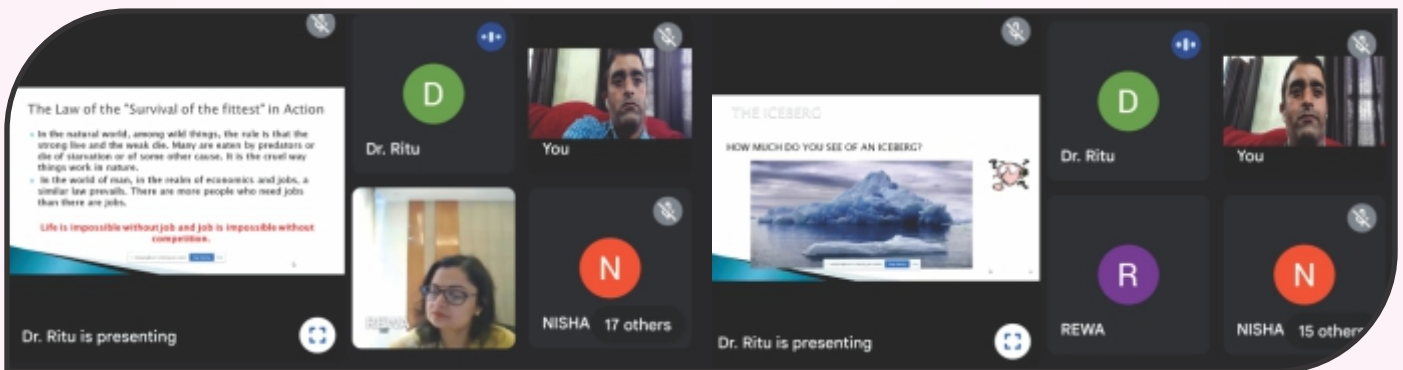 The Law of the "Survival of the fittest" in Action
In the natural world, among wild things, the rule is that the
strong live and the weak die. Many are eaten by predators or
die of starvation or of some other cause. It is the cruel way
things work in nature.
In the world of man, in the realm of economics and jobs, a
similar law prevails. There are more people who need jobs
than there are jobs.
Life is impossible without job and job is impossible without
competition.
Dr. Ritu is presenting
D
Dr. Ritu
You
REWA
N
NISHA 17 others
THE ICEBERG
HOW MUCH DO YOU SEE OF AN ICEBERG?
Dr. Ritu is presenting
D
Dr. Ritu
You
R
REWA
N
NISHA 15 others